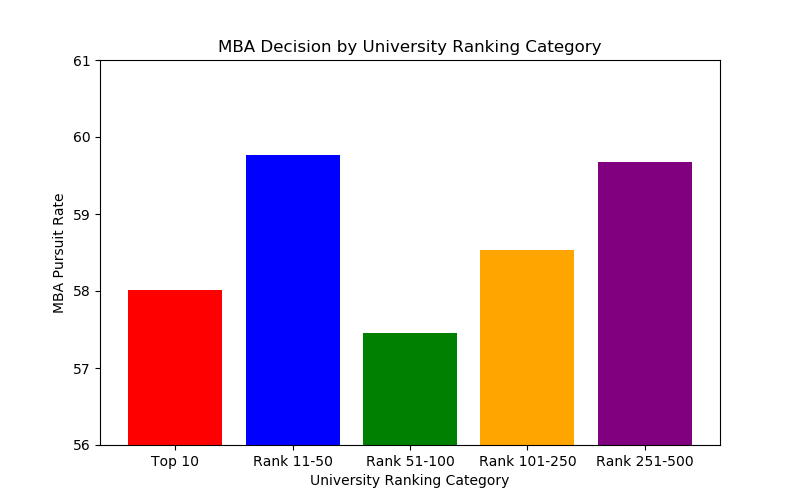 MBA Decision by University Ranking Category
61
60
59
58
57
56
MBA Pursuit Rate
Top 10
Rank 11-50
Rank 51-100
Rank 101-250
Rank 251-500
University Ranking Category